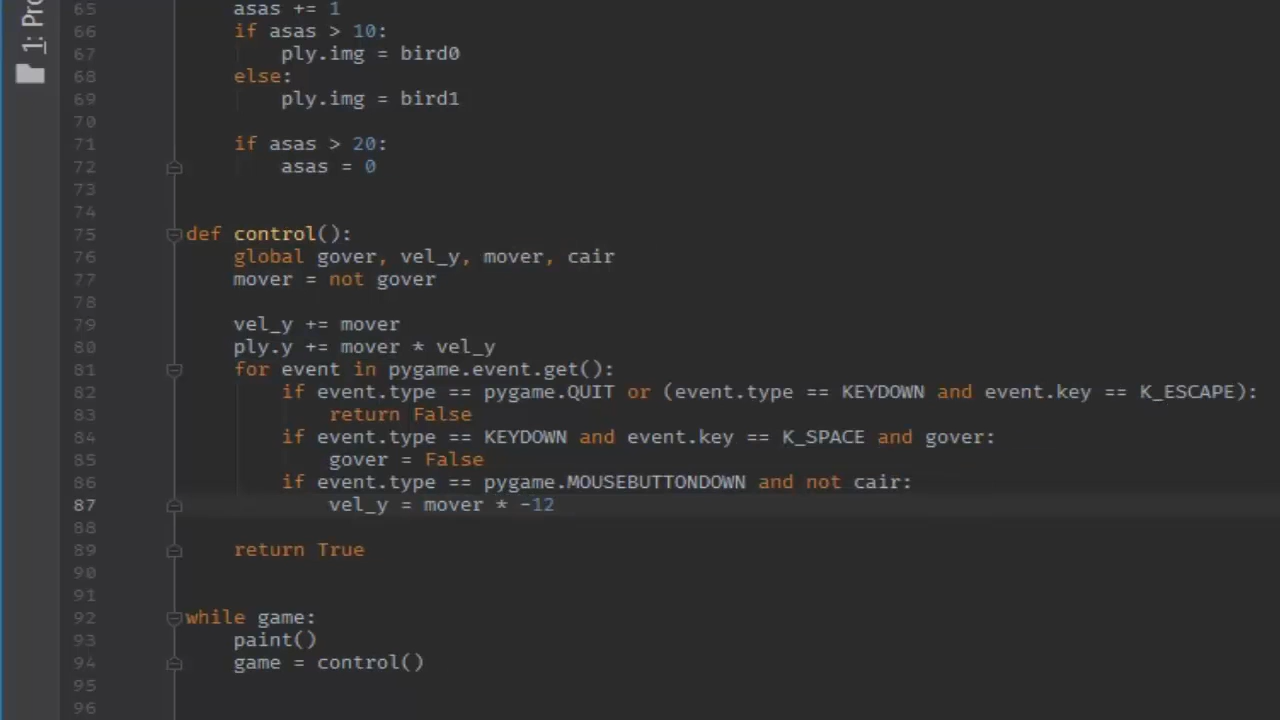 1: Pro
65 asas += 1
66 if asas > 10:
67 ply.img = bird0
68 else:
69 ply.img = bird1
70
71 if asas > 20:
72 asas = 0
73
74
75 def control():
76 global gover, vel_y, mover, cair
77 mover = not gover
78
79 vel_y += mover
80 ply.y += mover * vel_y
81 for event in pygame.event.get():
82 if event.type == pygame.QUIT or (event.type == KEYDOWN and event.key == K_ESCAPE):
83 return False
84 if event.type == KEYDOWN and event.key == K_SPACE and gover:
85 gover = False
86 if event.type == pygame.MOUSEBUTTONDOWN and not cair:
87 vel_y = mover * -12
88
89 return True
90
91
92 while game:
93 paint()
94 game = control()
95
96